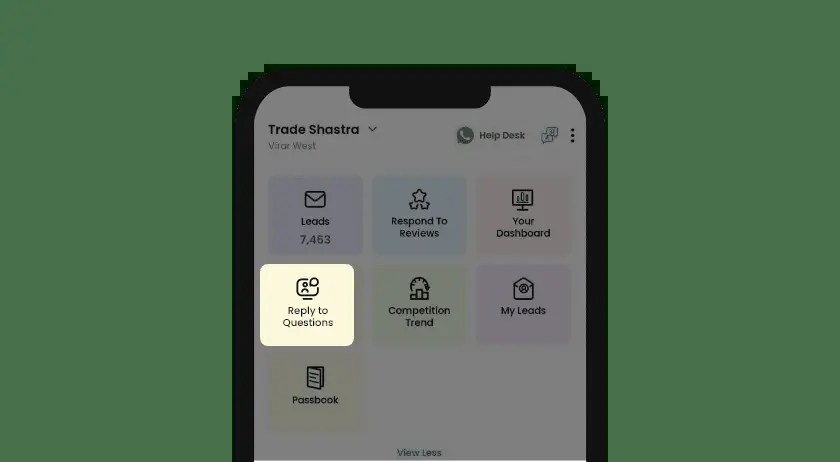 Trade Shastra
Virar West
Help Desk
Leads
7,463
Respond To
Reviews
Your
Dashboard
Reply to
Questions
Competition
Trend
My Leads
Passbook
View Less